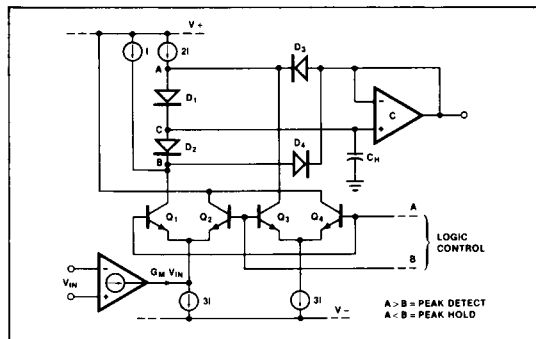 V+
I
2I
A
D3
D1
C
D2
B
D4
−
+
C
CH
Q1
Q2
Q3
Q4
A
B
LOGIC
CONTROL
−
VIN
+
GM VIN
3I
3I
V−
A > B = PEAK DETECT
A < B = PEAK HOLD